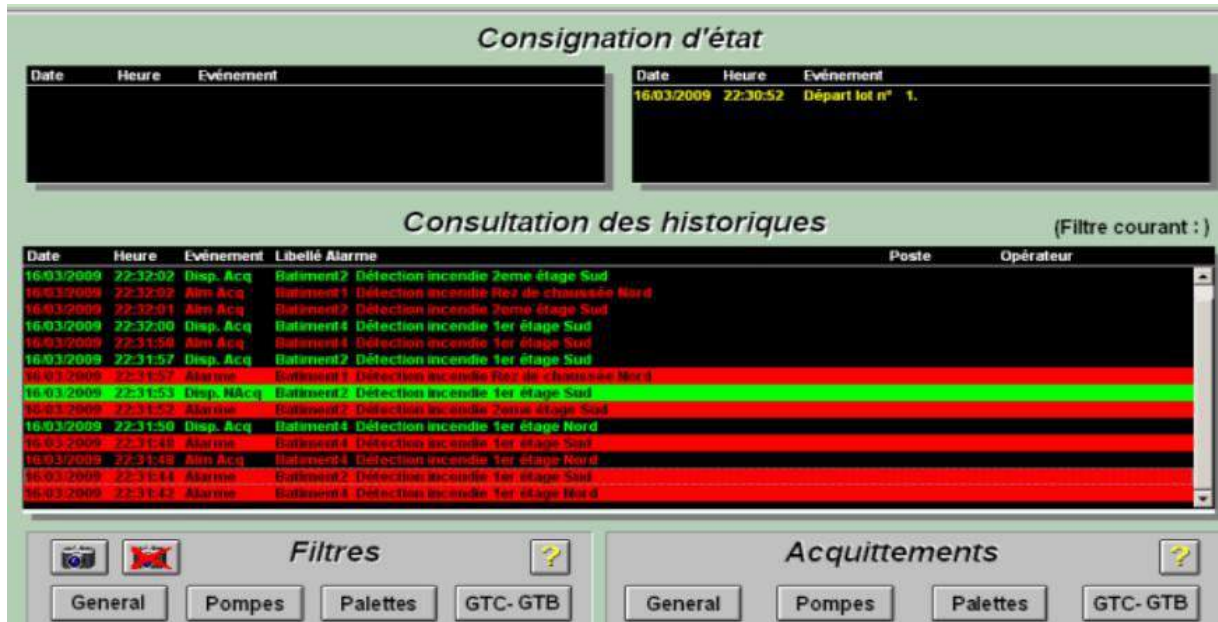 Consignation d'état
Date Heure Evénement
Date Heure Evénement
16/03/2009 22:30:52 Départ lot n° 1.
Consultation des historiques
(Filtre courant : )
Date Heure Evénement Libellé Alarme Poste Opérateur
16/03/2009 22:32:02 Disp. Acq Batiment2 Détection incendie 2eme étage Sud
16/03/2009 22:32:02 Alm Acq Batiment1 Détection incendie Rez de chaussée Nord
16/03/2009 22:32:01 Alm Acq Batiment2 Détection incendie 2eme étage Sud
16/03/2009 22:32:00 Disp. Acq Batiment4 Détection incendie 1er étage Sud
16/03/2009 22:31:58 Alm Acq Batiment4 Détection incendie 1er étage Sud
16/03/2009 22:31:57 Disp. Acq Batiment2 Détection incendie 1er étage Sud
16/03/2009 22:31:57 Alarme Batiment1 Détection incendie Rez de chaussée Nord
16/03/2009 22:31:53 Disp. NAcq Batiment2 Détection incendie 1er étage Sud
16/03/2009 22:31:52 Alarme Batiment2 Détection incendie 2eme étage Sud
16/03/2009 22:31:50 Disp. Acq Batiment4 Détection incendie 1er étage Nord
16/03/2009 22:31:48 Alarme Batiment4 Détection incendie 1er étage Sud
16/03/2009 22:31:48 Alm Acq Batiment4 Détection incendie 1er étage Nord
16/03/2009 22:31:44 Alarme Batiment2 Détection incendie 1er étage Sud
16/03/2009 22:31:42 Alarme Batiment4 Détection incendie 1er étage Nord
Filtres ?
Acquittements ?
General Pompes Palettes GTC- GTB
General Pompes Palettes GTC- GTB